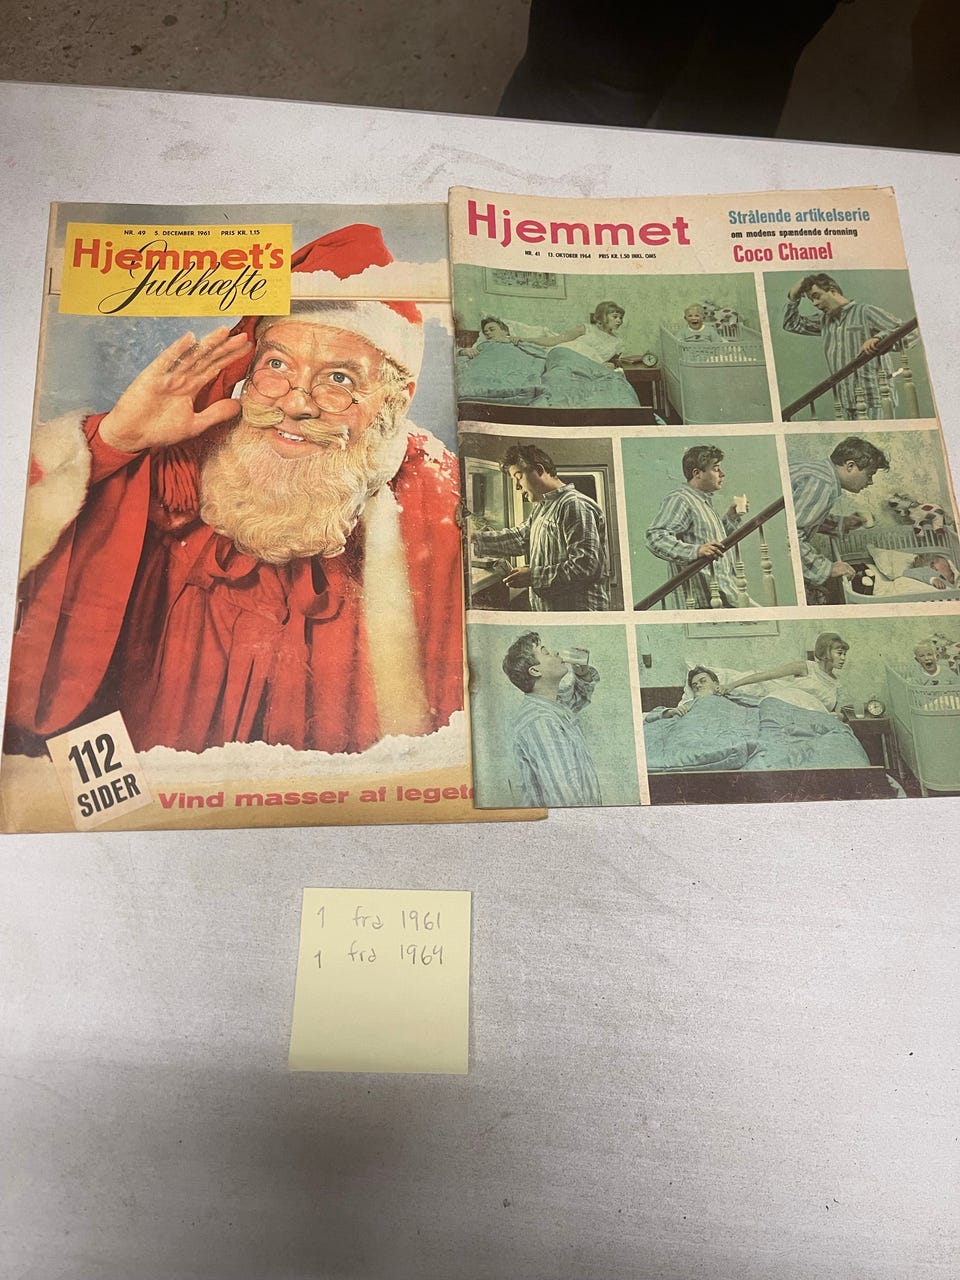 NR. 49 5. DECEMBER 1961 PRIS KR. 1.15
Hjemmet's
Julehæfte
112
SIDER
Vind masser af leget
Hjemmet
NR. 41 13. OKTOBER 1964 PRIS KR. 1.50 INKL. OMS
Strålende artikelserie
om modens spændende dronning
Coco Chanel
1 fra 1961
1 fra 1964